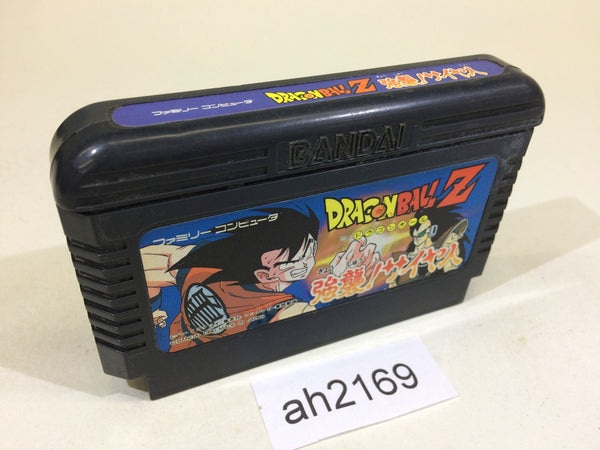 ファミリー コンピュータ DRAGON BALL Z 強襲!サイヤ人
BANDAI
ファミリー コンピュータ
DRAGON BALL Z
ドラゴンボール
強襲!サイヤ人
ah2169